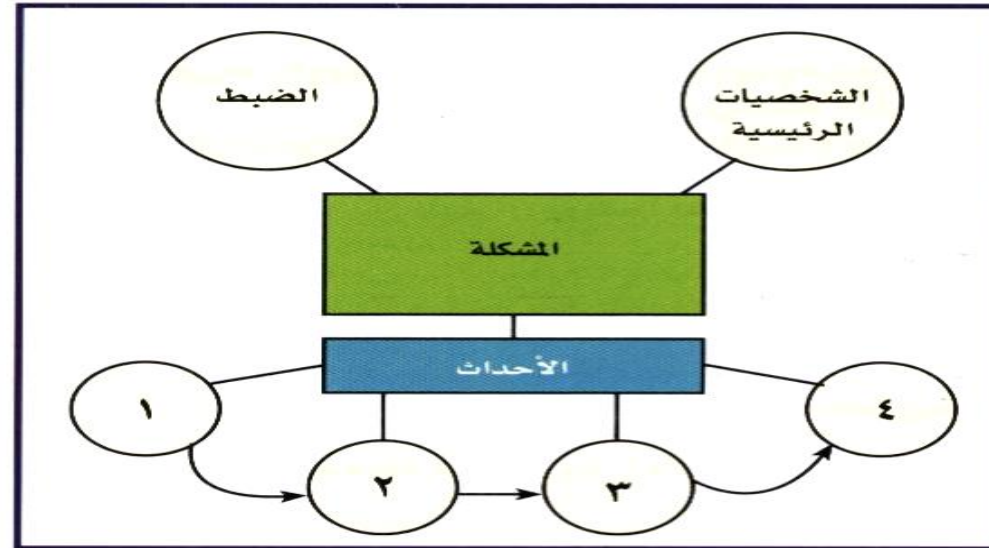 الشخصيات
الرئيسية
الضبط
المشكلة
الأحداث
١
٢
٣
٤